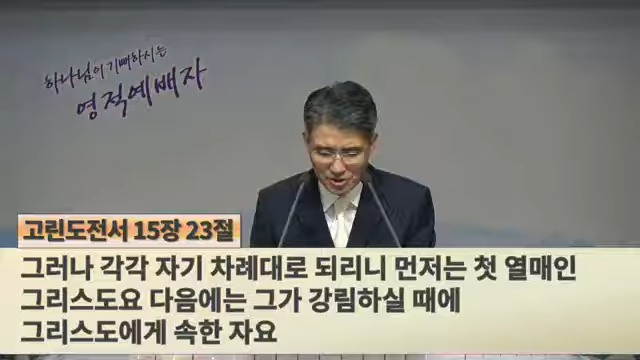 하나님이 기뻐하시는
영적예배자
고린도전서 15장 23절
그러나 각각 자기 차례대로 되리니 먼저는 첫 열매인
그리스도요 다음에는 그가 강림하실 때에
그리스도에게 속한 자요